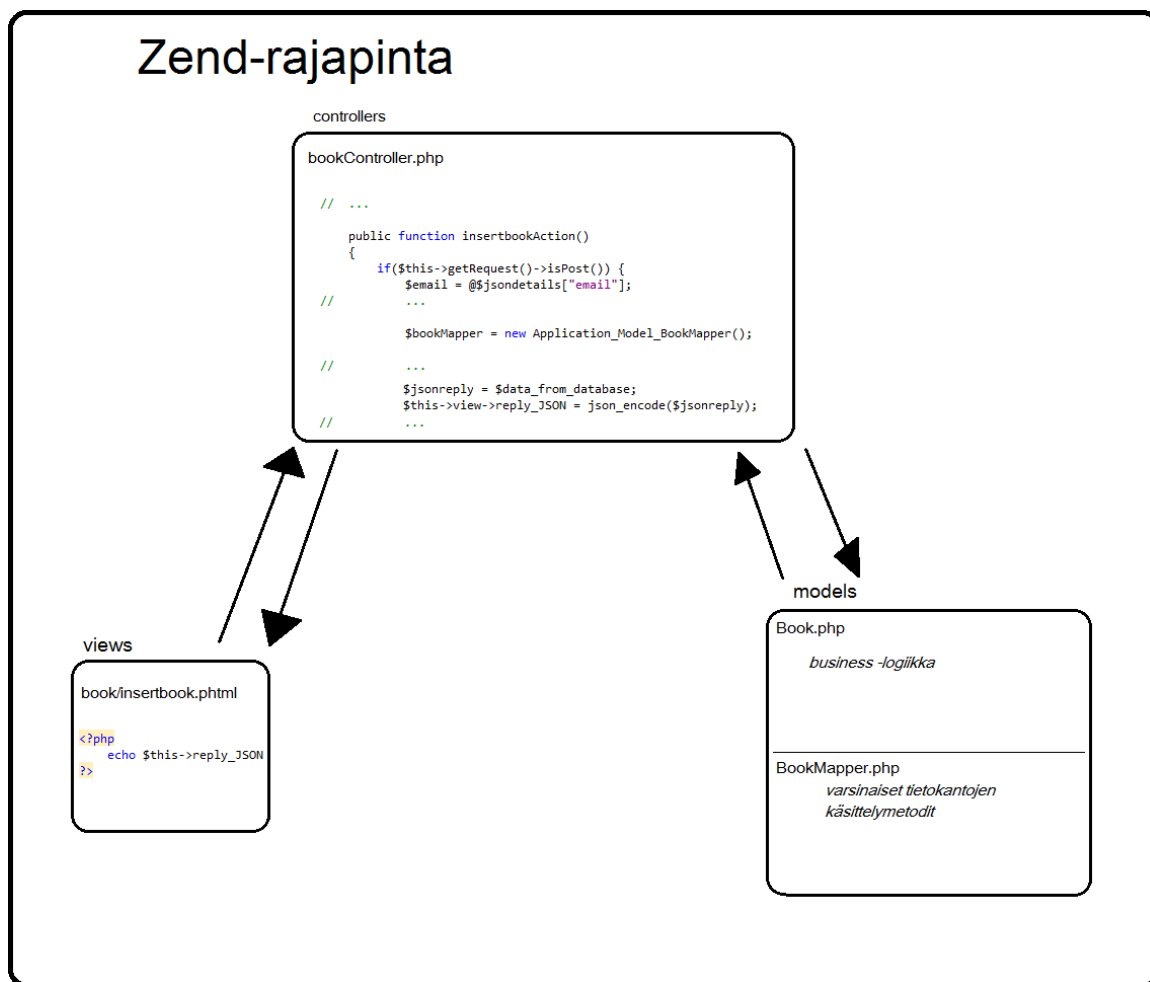 Zend-rajapinta
controllers
bookController.php
// ...
public function insertbookAction()
{
if($this->getRequest()->isPost()) {
$email = @$jsondetails["email"];
// ...
$bookMapper = new Application_Model_BookMapper();
// ...
$jsonreply = $data_from_database;
$this->view->reply_JSON = json_encode($jsonreply);
// ...
views
book/insertbook.phtml
<?php
echo $this->reply_JSON
?>
models
Book.php
business -logiikka
BookMapper.php
varsinaiset tietokantojen
käsittelymetodit